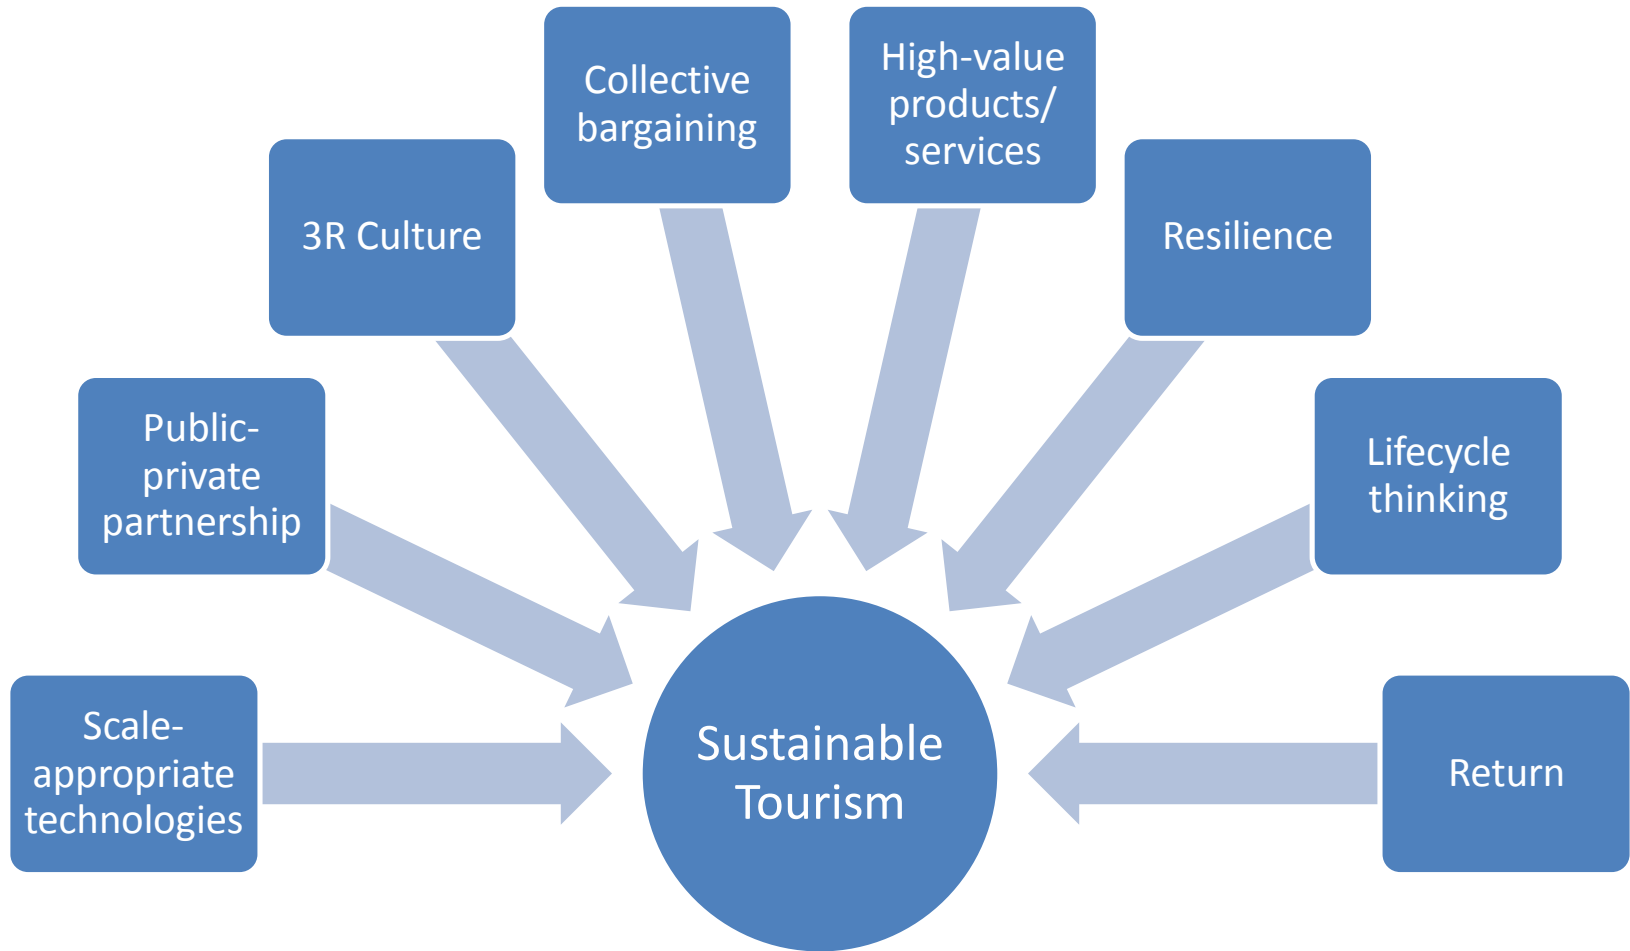 Collective
bargaining
High-value
products/
services
3R Culture
Resilience
Public-
private
partnership
Lifecycle
thinking
Scale-
appropriate
technologies
Sustainable
Tourism
Return